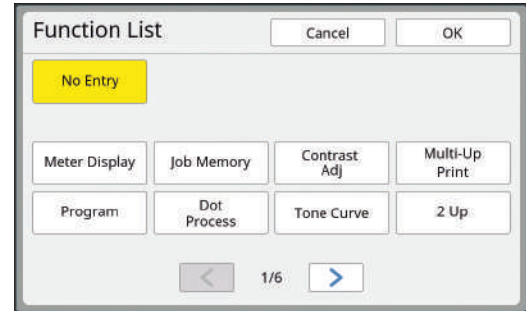 Function List
Cancel
OK
No Entry
Meter Display
Job Memory
Contrast
Adj
Multi-Up
Print
Program
Dot
Process
Tone Curve
2 Up
<
1/6
>